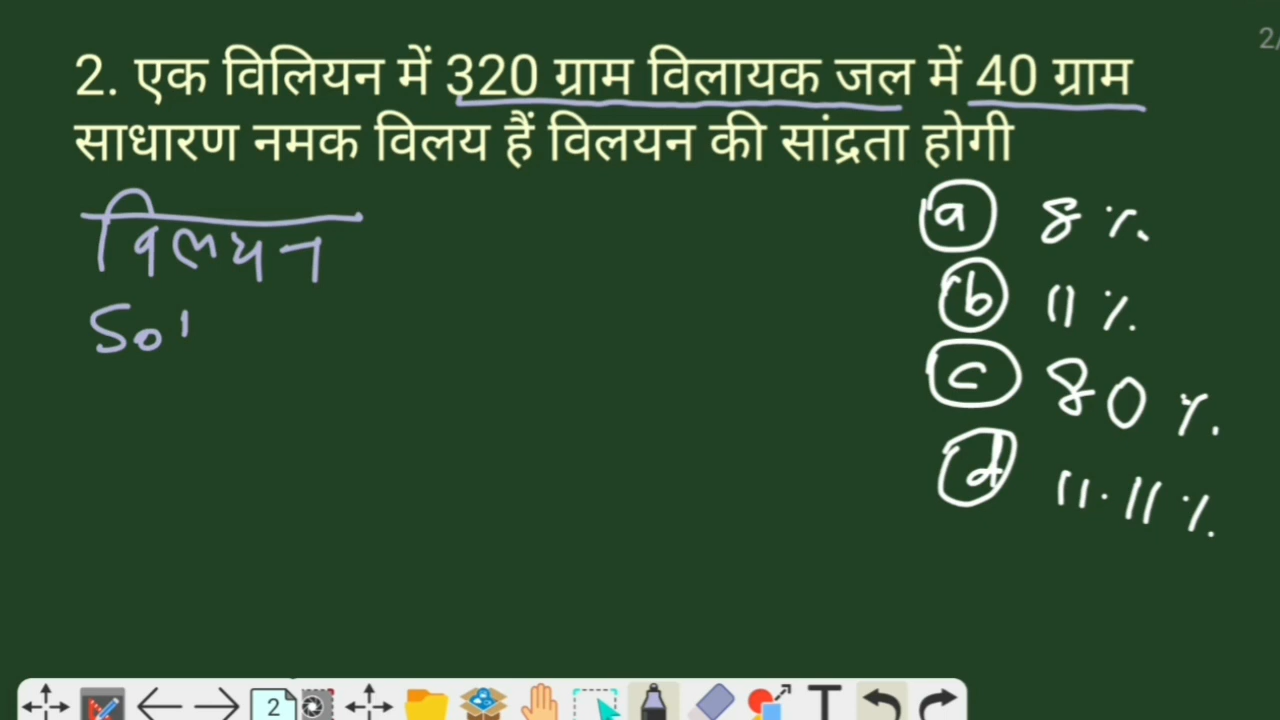 2. एक विलियन में 320 ग्राम विलायक जल में 40 ग्राम
साधारण नमक विलय हैं विलयन की सांद्रता होगी
विलयन
Sol
a 8 %.
b 11 %.
c 80 %.
d 11.11 %.
2/
2
T